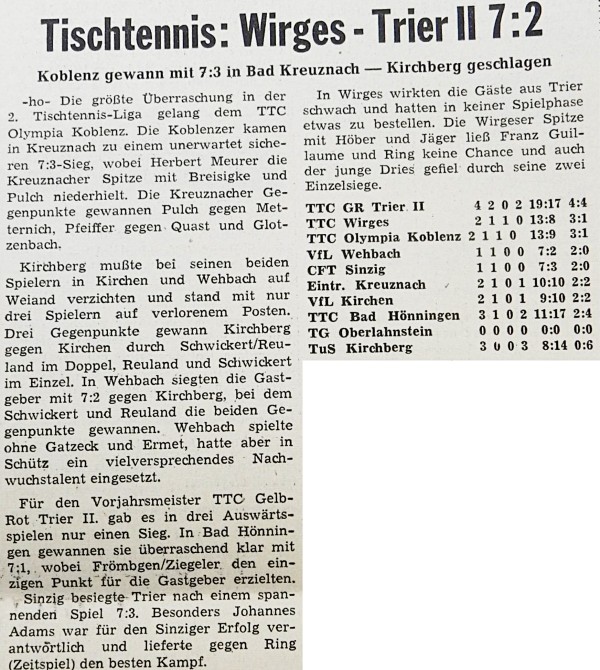 Tischtennis: Wirges - Trier II 7:2
Koblenz gewann mit 7:3 in Bad Kreuznach — Kirchberg geschlagen
-ho- Die größte Überraschung in der
2. Tischtennis-Liga gelang dem TTC
Olympia Koblenz. Die Koblenzer kamen
in Kreuznach zu einem unerwartet siche-
ren 7:3-Sieg, wobei Herbert Meurer die
Kreuznacher Spitze mit Breisigke und
Pulch niederhielt. Die Kreuznacher Ge-
genpunkte gewannen Pulch gegen Met-
ternich, Pfeiffer gegen Quast und Glot-
zenbach.
Kirchberg mußte bei seinen beiden
Spielern in Kirchen und Wehbach auf
Weiand verzichten und stand mit nur
drei Spielern auf verlorenem Posten.
Drei Gegenpunkte gewann Kirchberg
gegen Kirchen durch Schwickert/Reu-
land im Doppel, Reuland und Schwickert
im Einzel. In Wehbach siegten die Gast-
geber mit 7:2 gegen Kirchberg, bei dem
Schwickert und Reuland die beiden Ge-
genpunkte gewannen. Wehbach spielte
ohne Gatzeck und Ermet, hatte aber in
Schütz ein vielversprechendes Nach-
wuchstalent eingesetzt.
Für den Vorjahrsmeister TTC Gelb-
Rot Trier II. gab es in drei Auswärts-
spielen nur einen Sieg. In Bad Hönnin-
gen gewannen sie überraschend klar mit
7:1, wobei Frömbgen/Ziegeler den ein-
zigen Punkt für die Gastgeber erzielten.
Sinzig besiegte Trier nach einem span-
nenden Spiel 7:3. Besonders Johannes
Adams war für den Sinziger Erfolg ver-
antwörtlich und lieferte gegen Ring
(Zeitspiel) den besten Kampf.
In Wirges wirkten die Gäste aus Trier
schwach und hatten in keiner Spielphase
etwas zu bestellen. Die Wirgeser Spitze
mit Höber und Jäger ließ Franz Guil-
laume und Ring keine Chance und auch
der junge Dries gefiel durch seine zwei
Einzelsiege.
TTC GR Trier II 4 2 0 2 19:17 4:4
TTC Wirges 2 1 1 0 13:8 3:1
TTC Olympia Koblenz 2 1 1 0 13:9 3:1
VfL Wehbach 1 1 0 0 7:2 2:0
CFT Sinzig 1 1 0 0 7:3 2:0
Eintr. Kreuznach 2 1 0 1 10:10 2:2
VfL Kirchen 2 1 0 1 9:10 2:2
TTC Bad Hönningen 3 1 0 2 11:17 2:4
TG Oberlahnstein 0 0 0 0 0:0 0:0
TuS Kirchberg 3 0 0 3 8:14 0:6